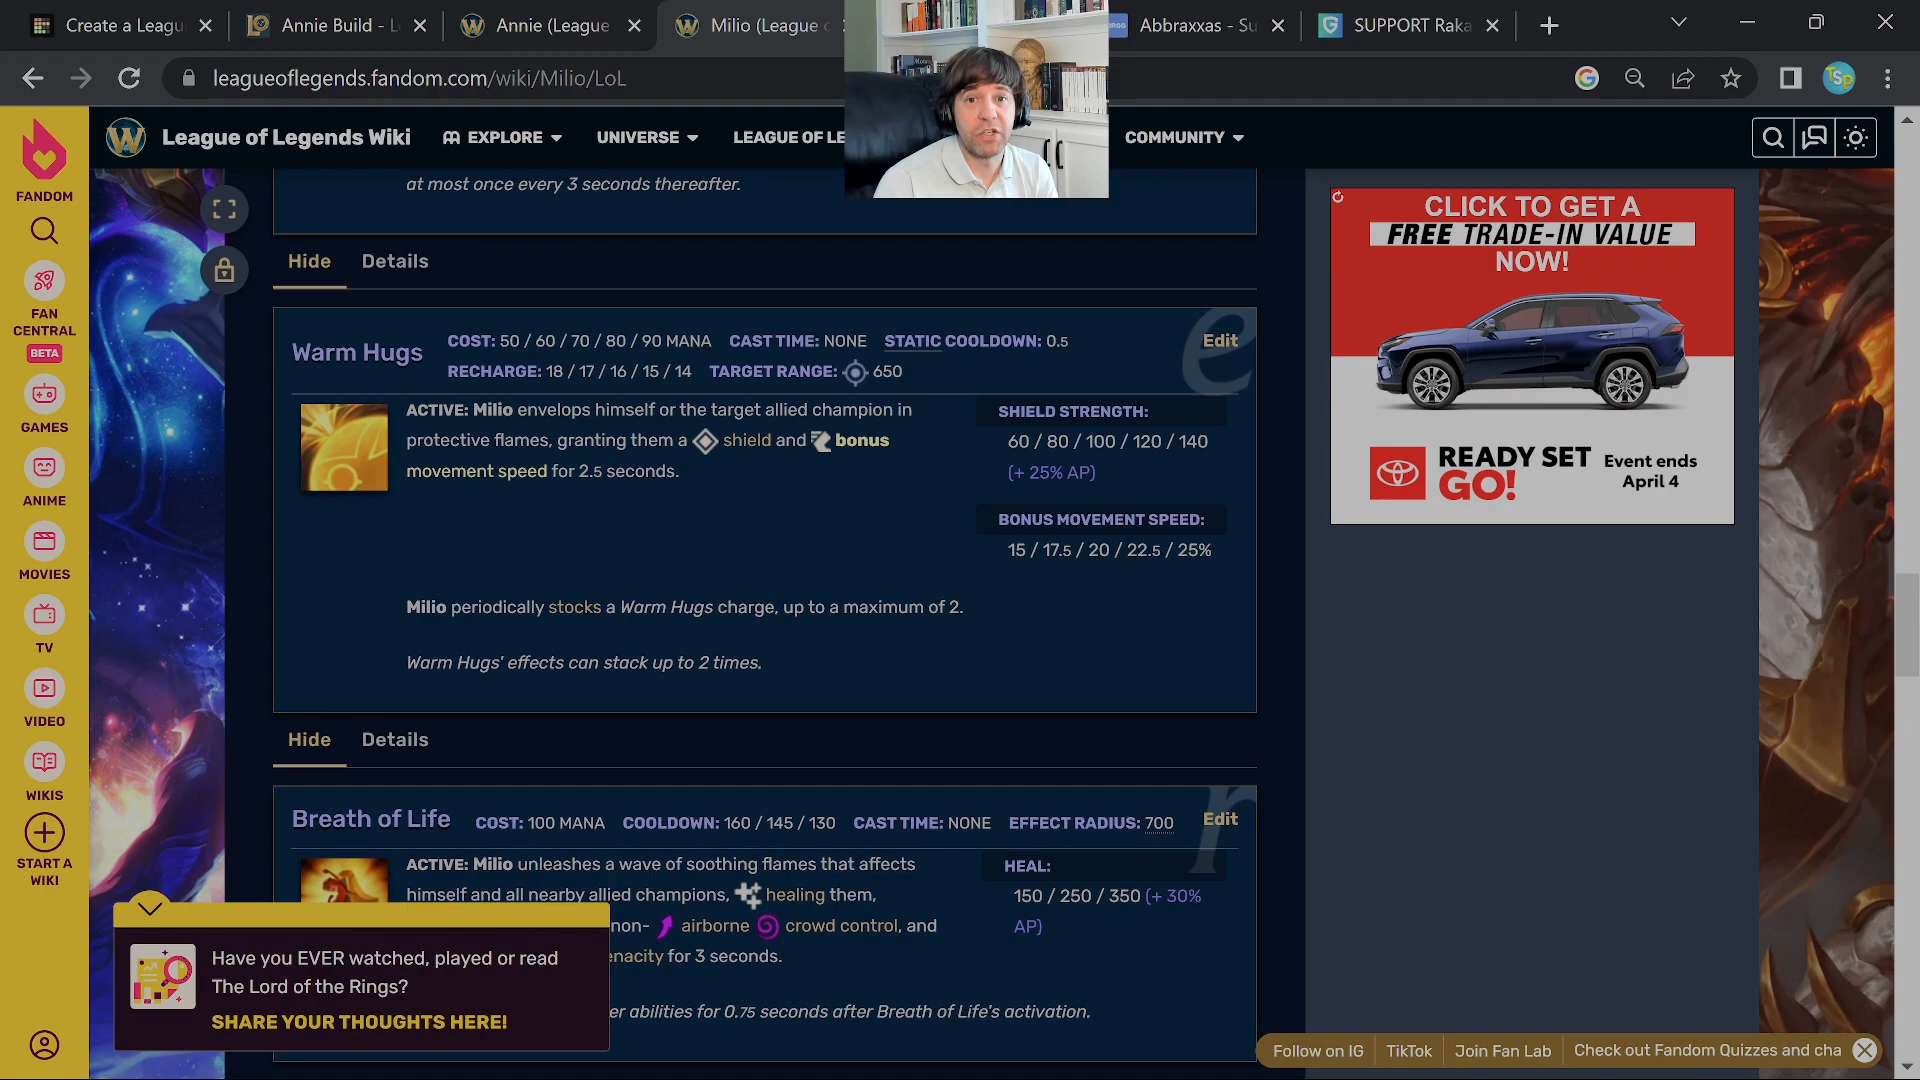 Create a Leagu
Annie Build - L
Annie (League
Milio (League
Abbraxxas - Su
SUPPORT Raka
leagueoflegends.fandom.com/wiki/Milio/LoL
TSP
FANDOM
FAN CENTRAL
BETA
GAMES
ANIME
MOVIES
TV
VIDEO
WIKIS
START A WIKI
League of Legends Wiki
EXPLORE
UNIVERSE
LEAGUE OF LE
COMMUNITY
at most once every 3 seconds thereafter.
Hide Details
Warm Hugs
COST: 50 / 60 / 70 / 80 / 90 MANA CAST TIME: NONE STATIC COOLDOWN: 0.5
RECHARGE: 18 / 17 / 16 / 15 / 14 TARGET RANGE: 650
Edit
e
ACTIVE: Milio envelops himself or the target allied champion in
protective flames, granting them a shield and bonus
movement speed for 2.5 seconds.
SHIELD STRENGTH:
60 / 80 / 100 / 120 / 140
(+ 25% AP)
BONUS MOVEMENT SPEED:
15 / 17.5 / 20 / 22.5 / 25%
Milio periodically stocks a Warm Hugs charge, up to a maximum of 2.
Warm Hugs' effects can stack up to 2 times.
Hide Details
Breath of Life
COST: 100 MANA COOLDOWN: 160 / 145 / 130 CAST TIME: NONE EFFECT RADIUS: 700
Edit
r
ACTIVE: Milio unleashes a wave of soothing flames that affects
himself and all nearby allied champions, healing them,
non- airborne crowd control, and
enacity for 3 seconds.
HEAL:
150 / 250 / 350 (+ 30%
AP)
er abilities for 0.75 seconds after Breath of Life's activation.
Have you EVER watched, played or read
The Lord of the Rings?
SHARE YOUR THOUGHTS HERE!
CLICK TO GET A
FREE TRADE-IN VALUE
NOW!
READY SET
GO!
Event ends
April 4
Follow on IG
TikTok
Join Fan Lab
Check out Fandom Quizzes and cha